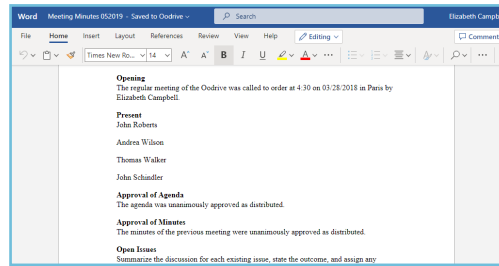 Word Meeting Minutes 052019 - Saved to Oodrive Search Elizabeth Campb
File Home Insert Layout References Review View Help Editing Comment
Times New Ro... 14 A A B I U A
Opening
The regular meeting of the Oodrive was called to order at 4:30 on 03/28/2018 in Paris by
Elizabeth Campbell.
Present
John Roberts
Andrea Wilson
Thomas Walker
John Schindler
Approval of Agenda
The agenda was unanimously approved as distributed.
Approval of Minutes
The minutes of the previous meeting were unanimously approved as distributed.
Open Issues
Summarize the discussion for each existing issue, state the outcome, and assign any